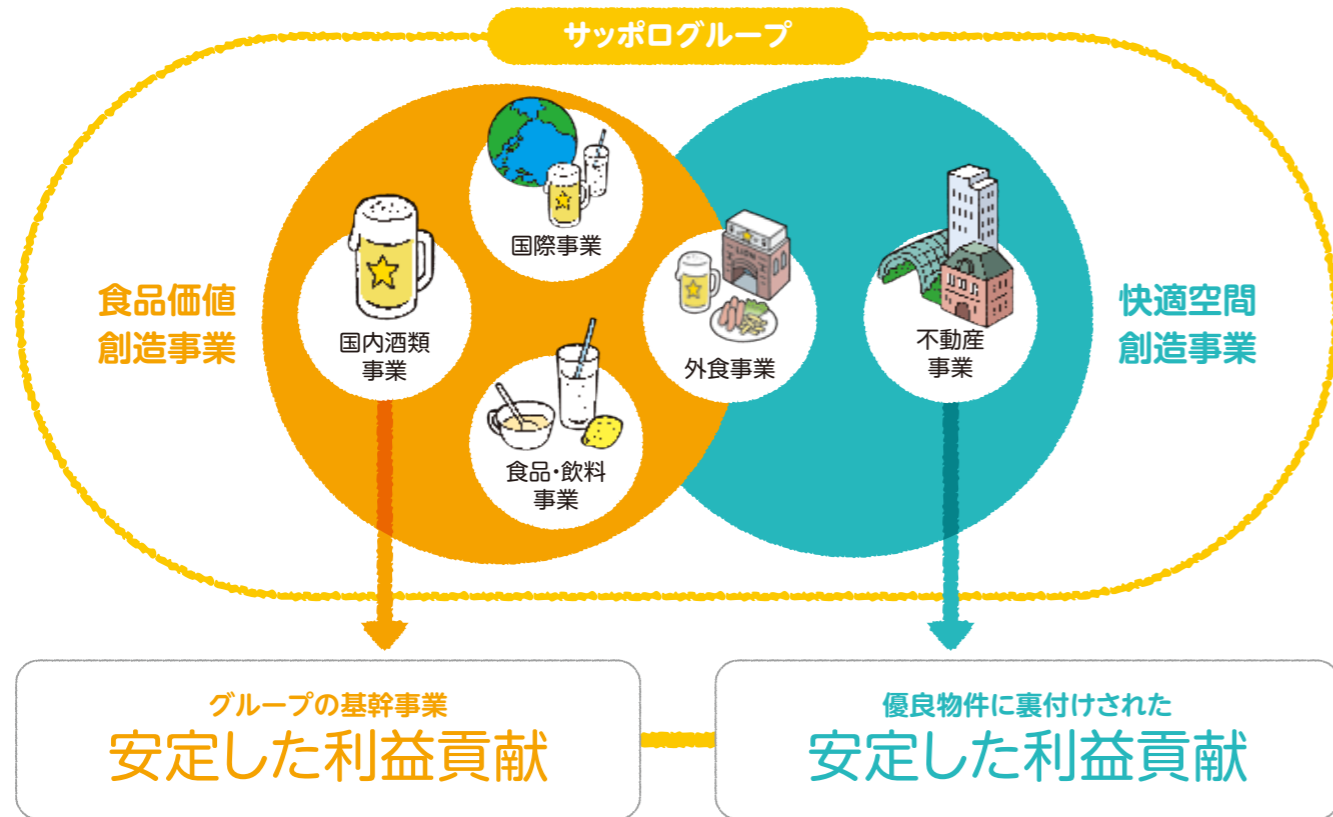 サッポログループ
食品価値
創造事業
国内酒類
事業
国際事業
食品・飲料
事業
LION
外食事業
不動産
事業
快適空間
創造事業
グループの基幹事業
安定した利益貢献
優良物件に裏付けされた
安定した利益貢献